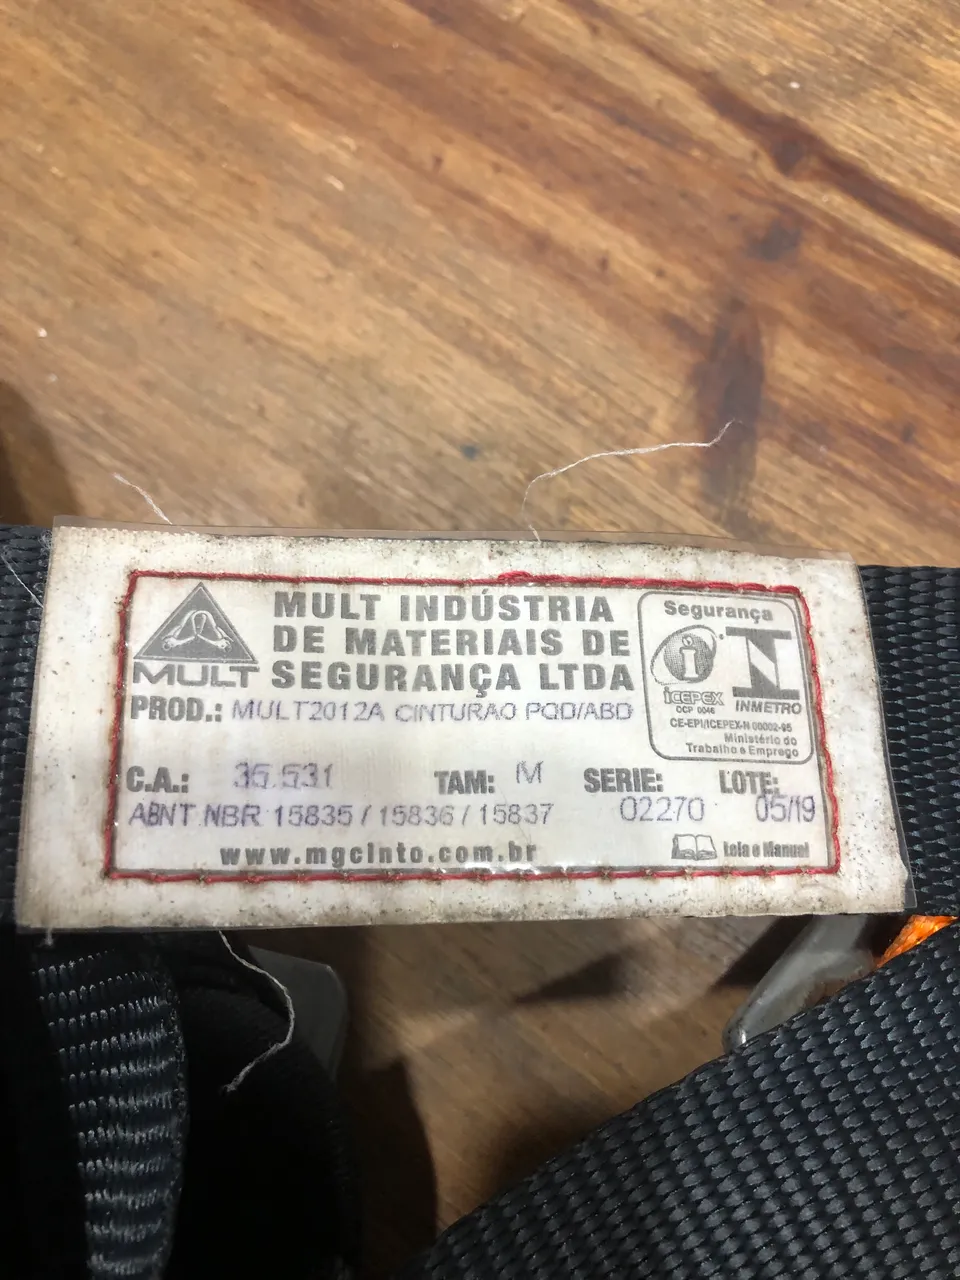 MULT INDÚSTRIA
DE MATERIAIS DE
SEGURANÇA LTDA
MULT
PROD.: MULT2012A CINTURAO PQD/ABD
Segurança
ICEPEX
OCP 0046
INMETRO
CE-EPI/ICEPEX-N 00002-95
Ministério do
Trabalho e Emprego
C.A.: 35.531 TAM: M SERIE: LOTE:
ABNT NBR 15835 / 15836 / 15837 02270 05/19
www.mgcinto.com.br Leia o Manual